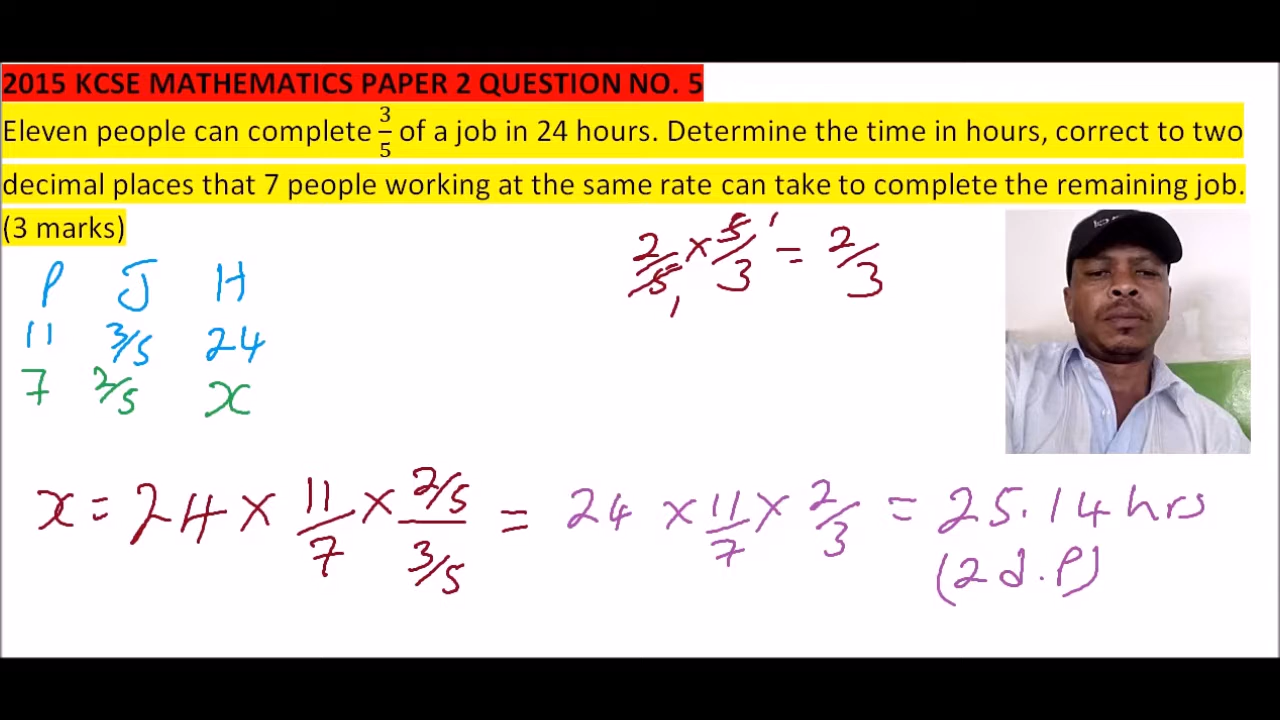 2015 KCSE MATHEMATICS PAPER 2 QUESTION NO. 5
Eleven people can complete 3/5 of a job in 24 hours. Determine the time in hours, correct to two
decimal places that 7 people working at the same rate can take to complete the remaining job.
(3 marks)
2/5 × 5/3 = 2/3
1 1
P J H
11 3/5 24
7 2/5 x
x = 24 × 11/7 × 2/5 / 3/5 = 24 × 11/7 × 2/3 = 25.14 hrs
(2 d.P)